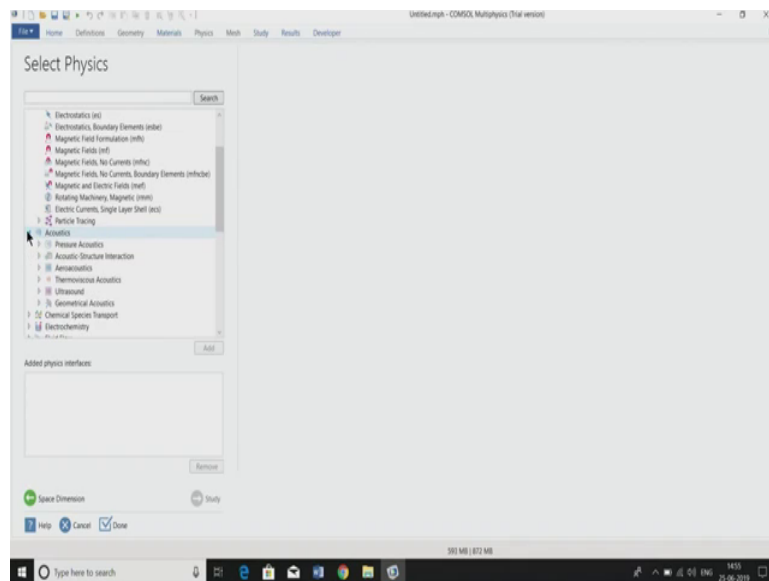 Untitled.mph - COMSOL Multiphysics (Trial version)
File Home Definitions Geometry Materials Physics Mesh Study Results Developer
Select Physics
Search
Electrostatics (es)
Electrostatics, Boundary Elements (esbe)
Magnetic Field Formulation (mfh)
Magnetic Fields (mf)
Magnetic Fields, No Currents (mfnc)
Magnetic Fields, No Currents, Boundary Elements (mfncbe)
Magnetic and Electric Fields (mef)
Rotating Machinery, Magnetic (rmm)
Electric Currents, Single Layer Shell (ecs)
Particle Tracing
Acoustics
Pressure Acoustics
Acoustic-Structure Interaction
Aeroacoustics
Thermoviscous Acoustics
Ultrasound
Geometrical Acoustics
Chemical Species Transport
Electrochemistry
Add
Added physics interfaces:
Remove
Space Dimension Study
Help Cancel Done
593 MB | 872 MB
Type here to search
ENG
1455
25-06-2019